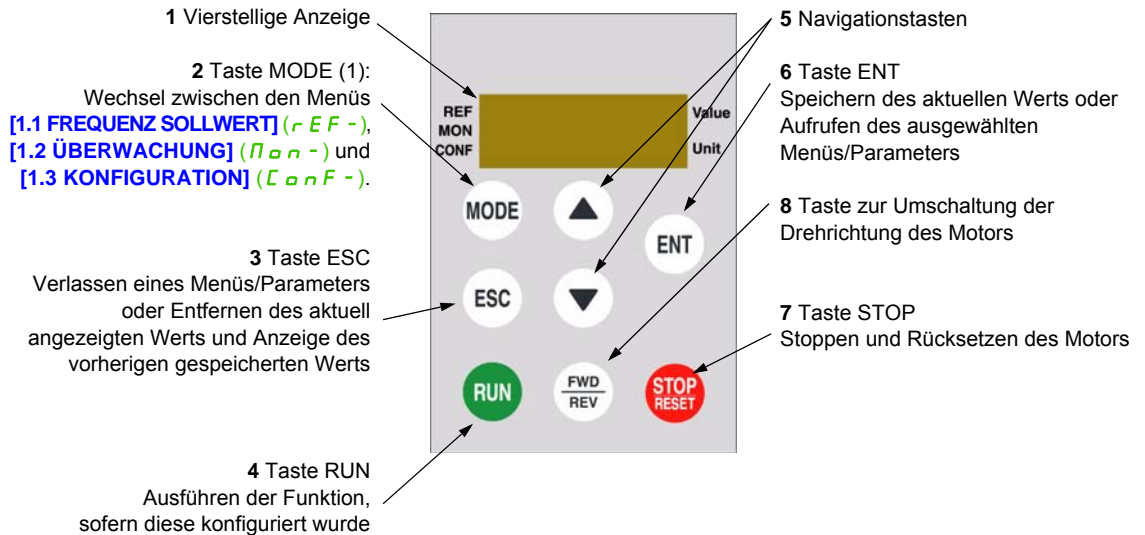 1 Vierstellige Anzeige
2 Taste MODE (1):
Wechsel zwischen den Menüs
[1.1 FREQUENZ SOLLWERT] (rEF-),
[1.2 ÜBERWACHUNG] (Mon-) und
[1.3 KONFIGURATION] (ConF-).
3 Taste ESC
Verlassen eines Menüs/Parameters
oder Entfernen des aktuell
angezeigten Werts und Anzeige des
vorherigen gespeicherten Werts
4 Taste RUN
Ausführen der Funktion,
sofern diese konfiguriert wurde
REF
MON
CONF
Value
Unit
MODE
ENT
ESC
RUN
FWD
REV
STOP
RESET
5 Navigationstasten
6 Taste ENT
Speichern des aktuellen Werts oder
Aufrufen des ausgewählten
Menüs/Parameters
8 Taste zur Umschaltung der
Drehrichtung des Motors
7 Taste STOP
Stoppen und Rücksetzen des Motors